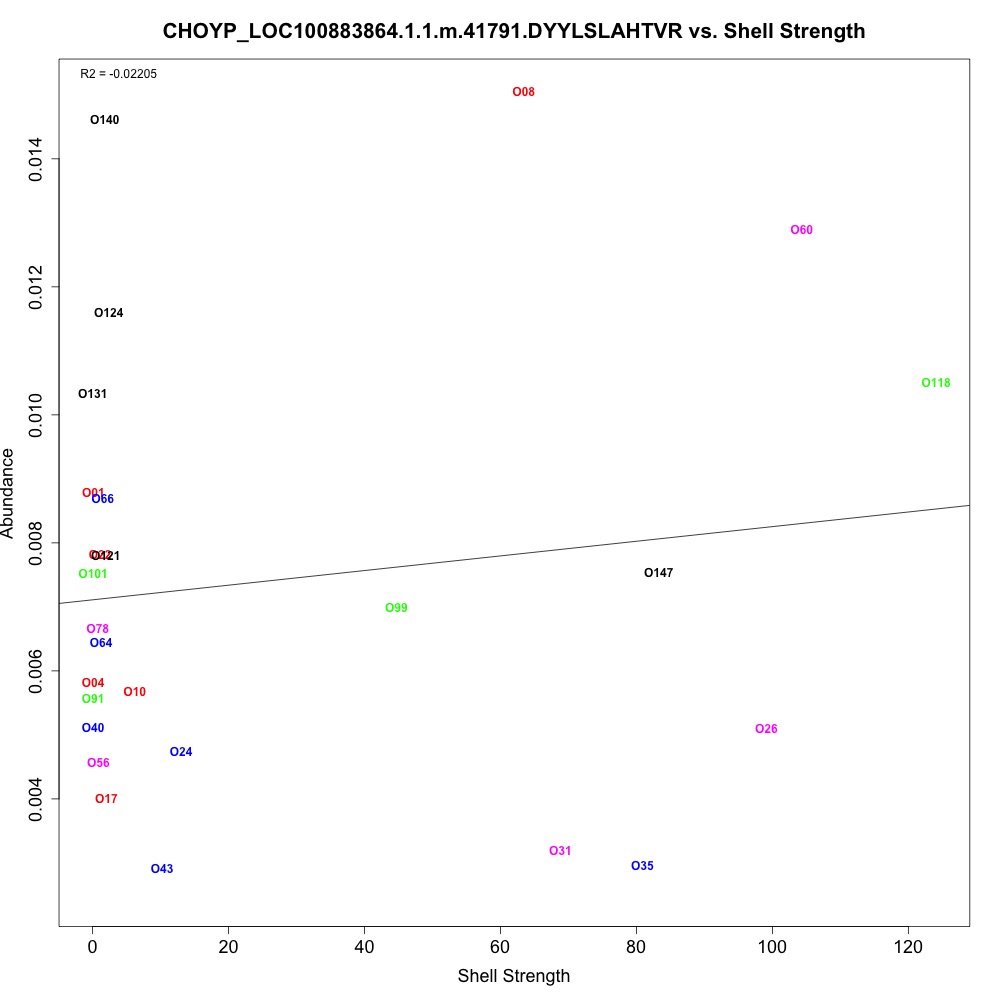 CHOYP_LOC100883864.1.1.m.41791.DYYLSLAHTVR vs. Shell Strength
R2 = -0.02205
O08
O140
O60
O124
O118
O131
O01
O66
O121
O101
O147
O99
O78
O64
O04
O10
O91
O40
O26
O24
O56
O17
O31
O35
O43
0.014
0.012
0.010
0.008
0.006
0.004
Abundance
0 20 40 60 80 100 120
Shell Strength